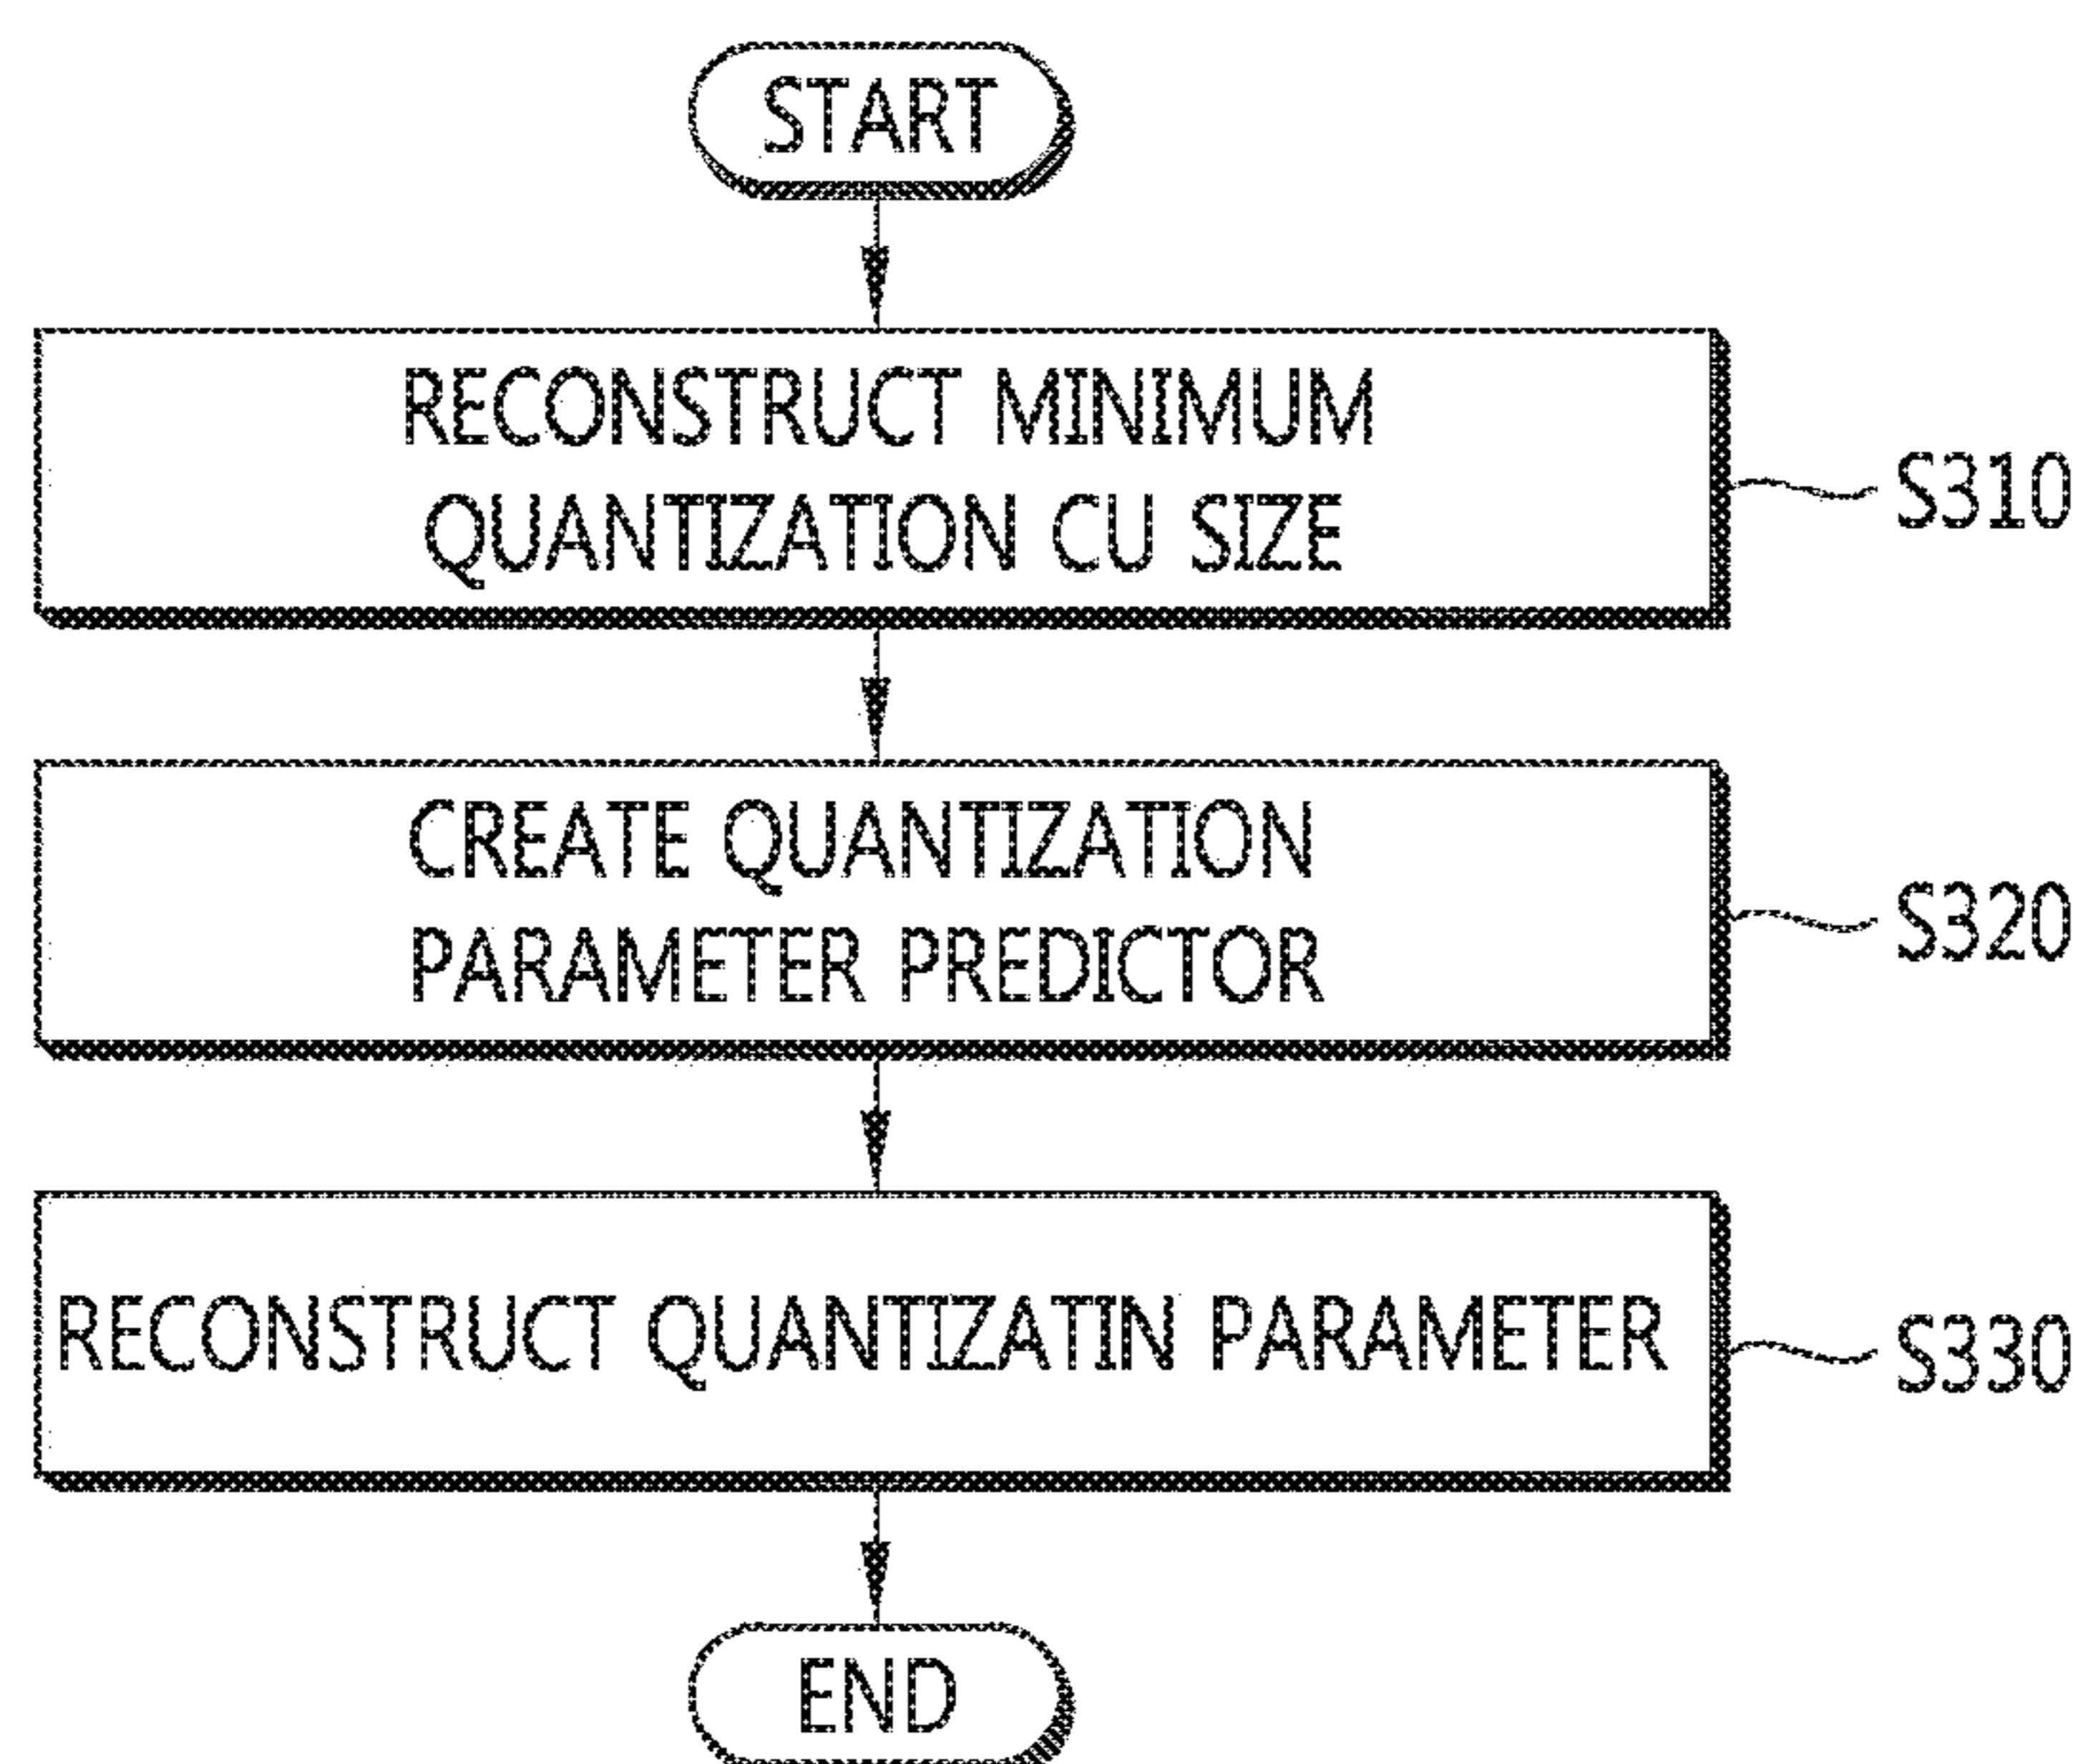 START
RECONSTRUCT MINIMUM
QUANTIZATION CU SIZE
S310
CREATE QUANTIZATION
PARAMETER PREDICTOR
S320
RECONSTRUCT QUANTIZATIN PARAMETER
S330
END